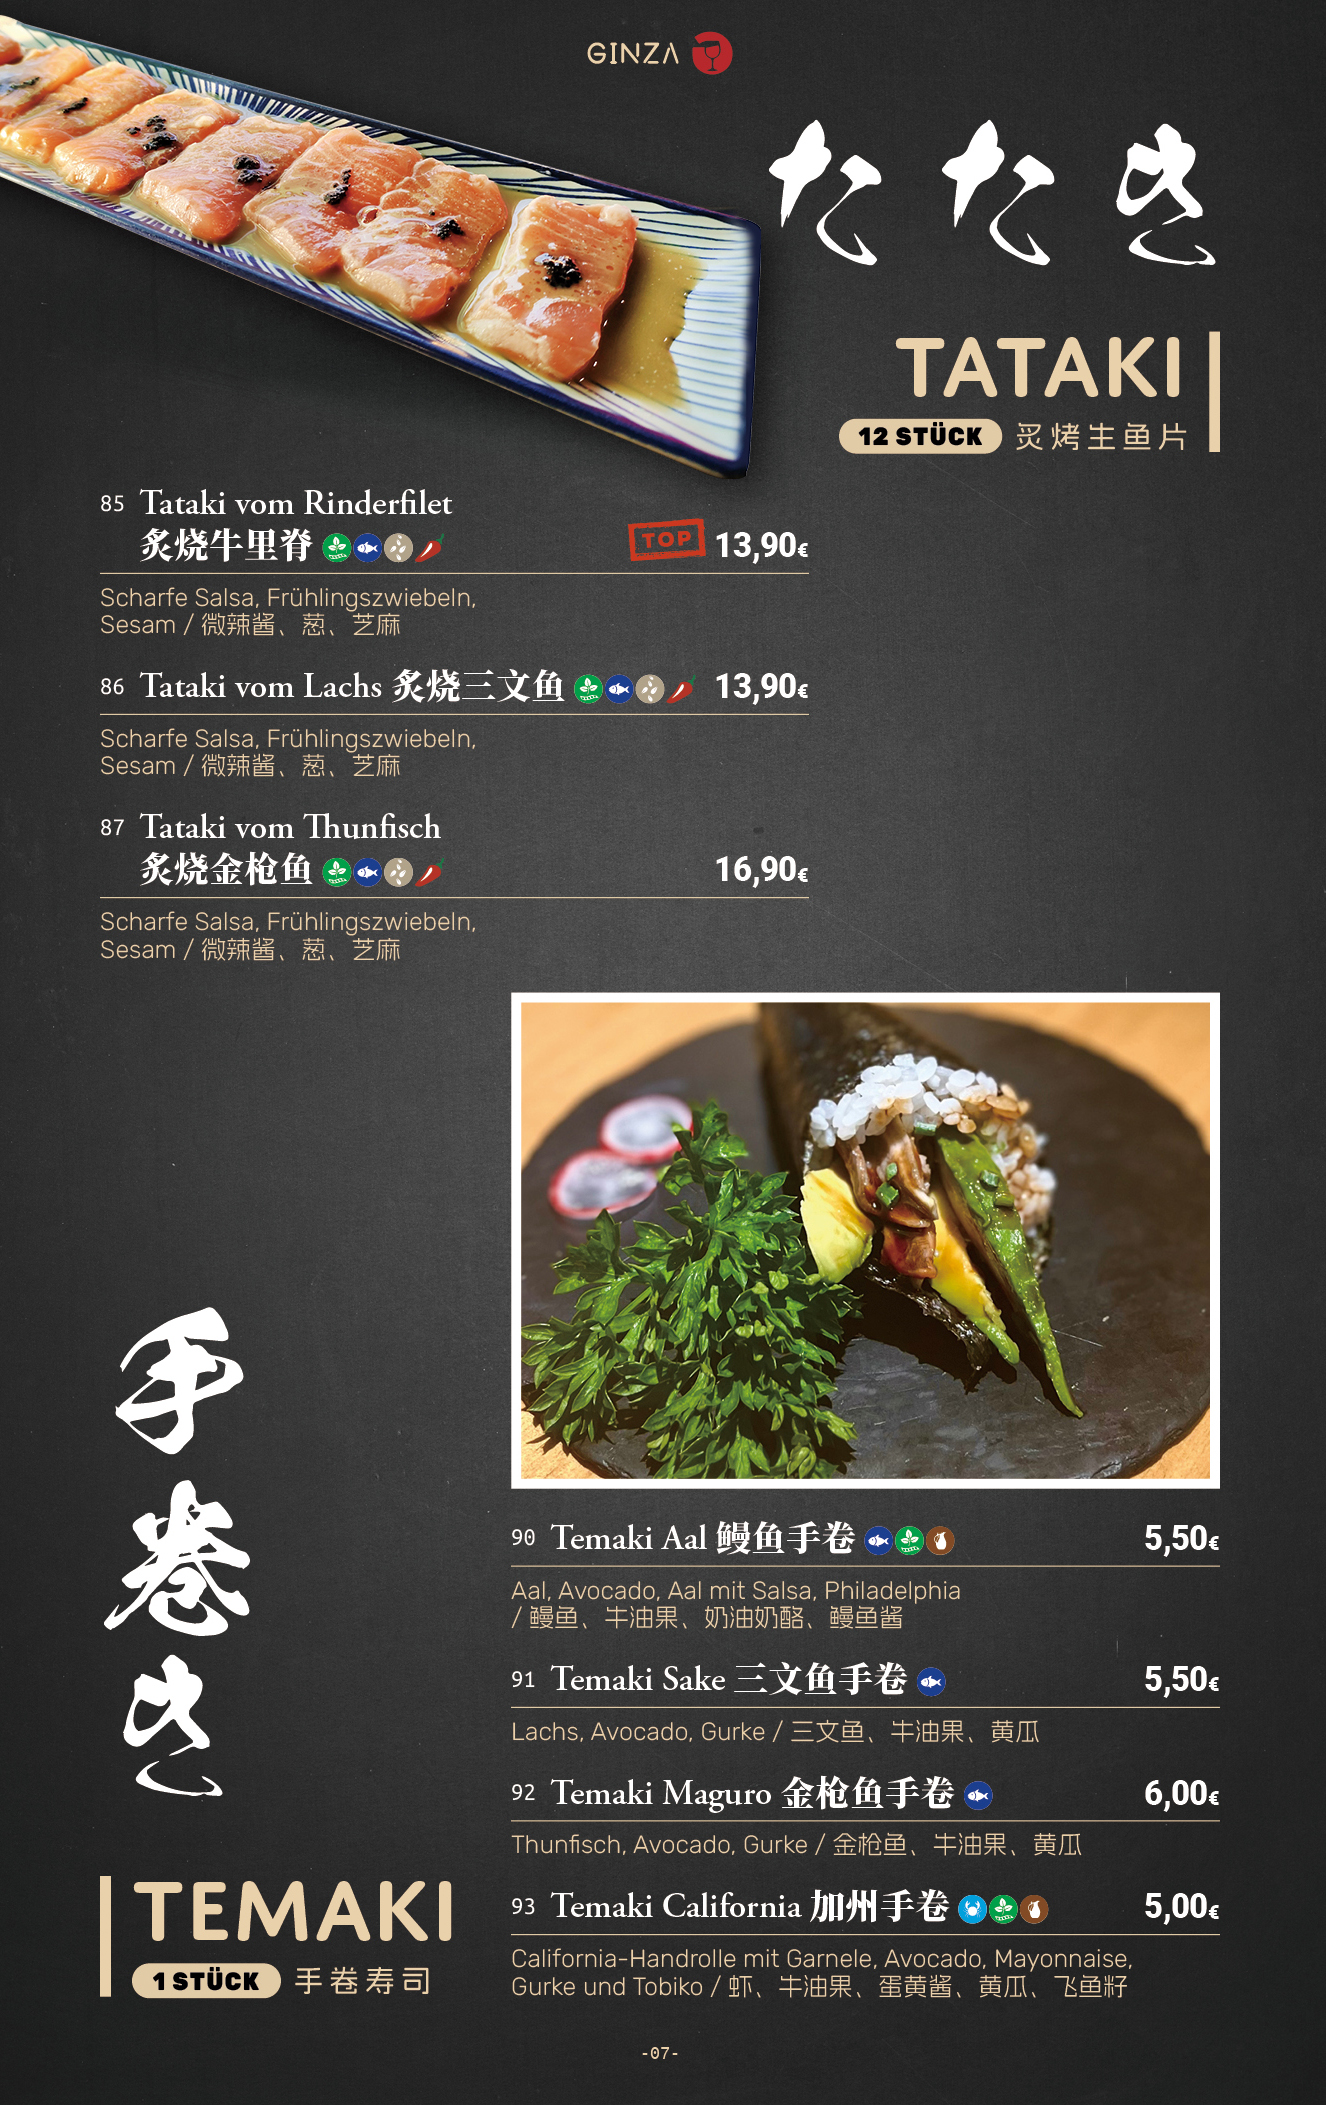 GINZA
たたき
TATAKI
12 STÜCK 炙烤生鱼片
85 Tataki vom Rinderfilet
炙烧牛里脊 TOP 13,90€
Scharfe Salsa, Frühlingszwiebeln,
Sesam / 微辣酱、葱、芝麻
86 Tataki vom Lachs 炙烧三文鱼 13,90€
Scharfe Salsa, Frühlingszwiebeln,
Sesam / 微辣酱、葱、芝麻
87 Tataki vom Thunfisch
炙烧金枪鱼 16,90€
Scharfe Salsa, Frühlingszwiebeln,
Sesam / 微辣酱、葱、芝麻
手巻き
TEMAKI
1 STÜCK 手卷寿司
90 Temaki Aal 鳗鱼手卷 5,50€
Aal, Avocado, Aal mit Salsa, Philadelphia
/ 鳗鱼、牛油果、奶油奶酪、鳗鱼酱
91 Temaki Sake 三文鱼手卷 5,50€
Lachs, Avocado, Gurke / 三文鱼、牛油果、黄瓜
92 Temaki Maguro 金枪鱼手卷 6,00€
Thunfisch, Avocado, Gurke / 金枪鱼、牛油果、黄瓜
93 Temaki California 加州手卷 5,00€
California-Handrolle mit Garnele, Avocado, Mayonnaise,
Gurke und Tobiko / 虾、牛油果、蛋黄酱、黄瓜、飞鱼籽
-07-